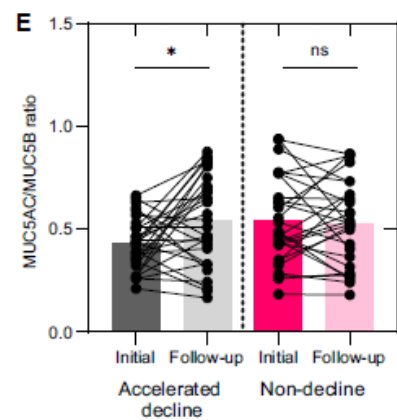 E
1.5
1.0
0.5
0.0
MUC5AC/MUC5B ratio
*
ns
Initial Follow-up Initial Follow-up
Accelerated Non-decline
decline